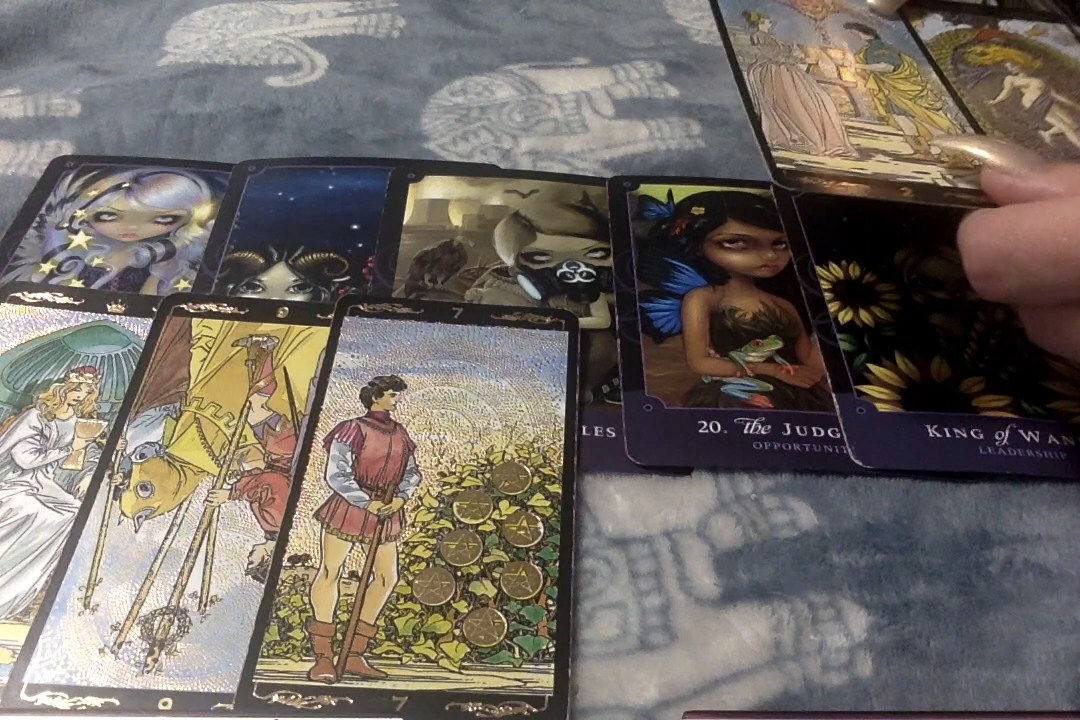 7
LES
20. The JUDG
OPPORTUNIT
KING of WAN
LEADERSHIP
7